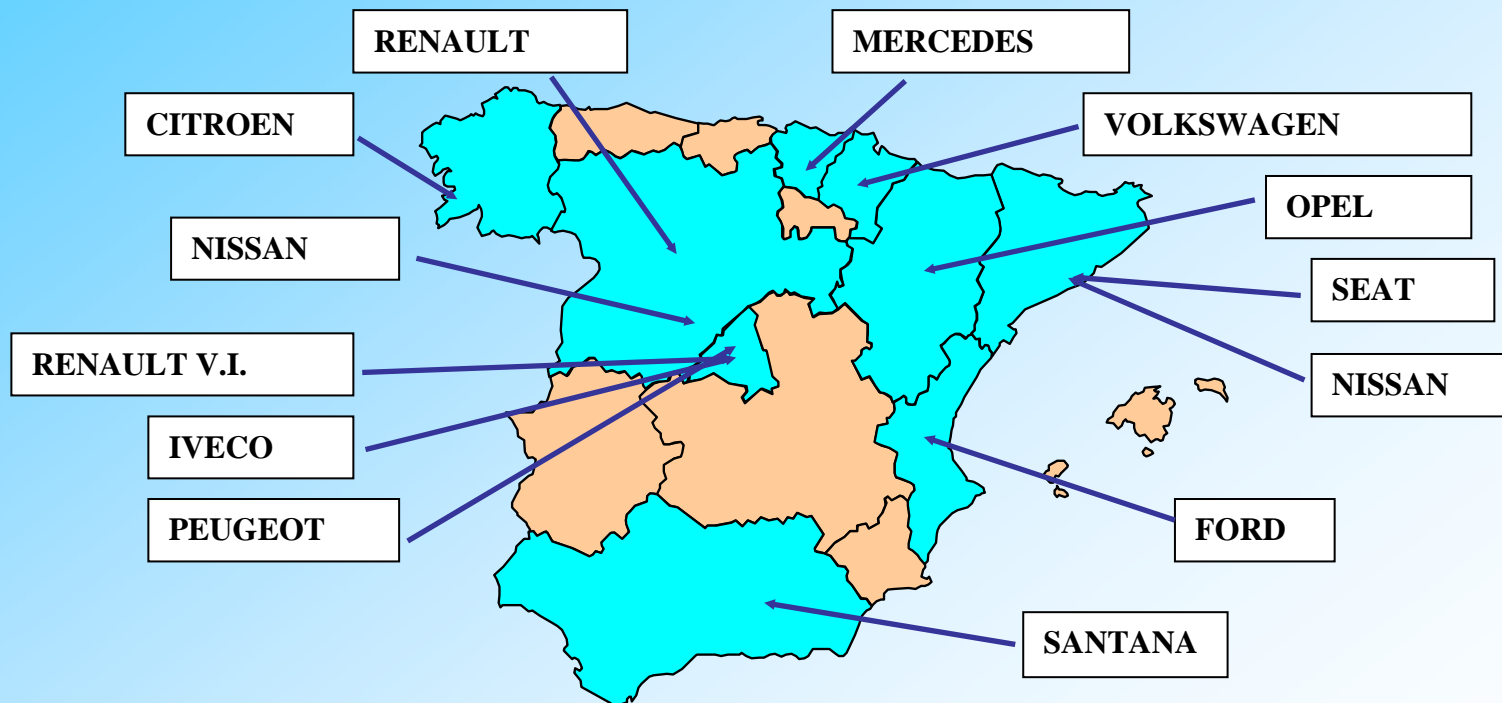 RENAULT
MERCEDES
CITROEN
VOLKSWAGEN
OPEL
NISSAN
SEAT
RENAULT V.I.
NISSAN
IVECO
PEUGEOT
FORD
SANTANA